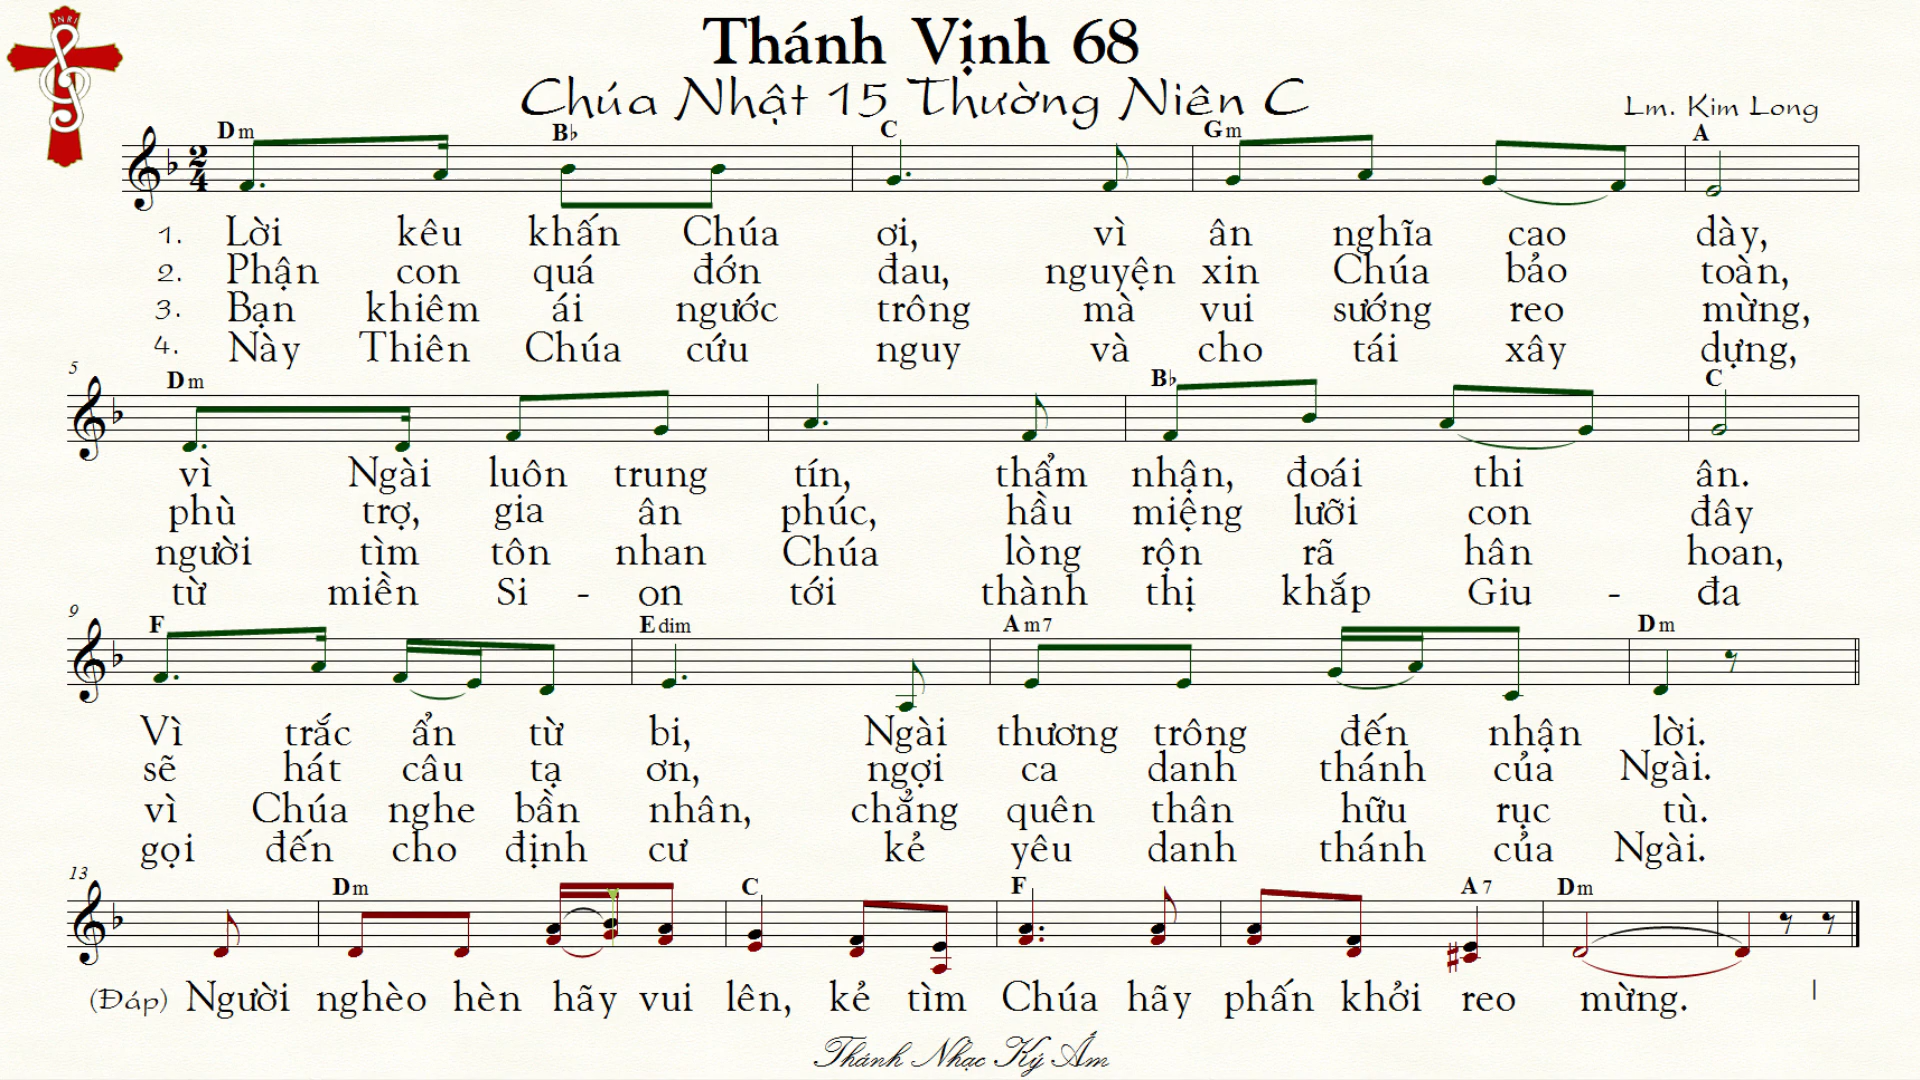 INRI
Thánh Vịnh 68
Chúa Nhật 15 Thường Niên C
Lm. Kim Long
Dm B♭ C Gm A
2/4
1. Lời kêu khấn Chúa ơi, vì ân nghĩa cao dày,
2. Phận con quá đớn đau, nguyện xin Chúa bảo toàn,
3. Bạn khiêm ái ngước trông mà vui sướng reo mừng,
4. Này Thiên Chúa cứu nguy và cho tái xây dựng,
5 Dm B♭ C
vì Ngài luôn trung tín, thẩm nhận, đoái thi ân.
phù trợ, gia ân phúc, hầu miệng lưỡi con đây
người tìm tôn nhan Chúa lòng rộn rã hân hoan,
từ miền Si - on tới thành thị khắp Giu - đa
9 F Edim Am7 Dm
Vì trắc ẩn từ bi, Ngài thương trông đến nhận lời.
sẽ hát câu tạ ơn, ngợi ca danh thánh của Ngài.
vì Chúa nghe bần nhân, chẳng quên thân hữu rục tù.
gọi đến cho định cư kẻ yêu danh thánh của Ngài.
13 Dm C F A7 Dm
(Đáp) Người nghèo hèn hãy vui lên, kẻ tìm Chúa hãy phấn khởi reo mừng.
Thánh Nhạc Ký Âm